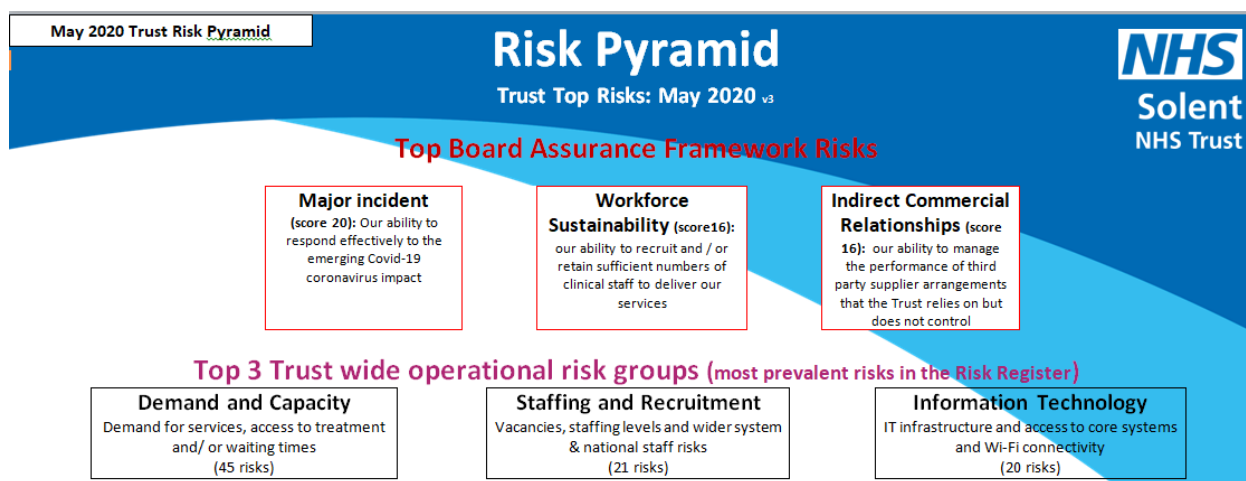 May 2020 Trust Risk Pyramid
Risk Pyramid
Trust Top Risks: May 2020 v3
NHS
Solent
NHS Trust
Top Board Assurance Framework Risks
Major incident
(score 20): Our ability to
respond effectively to the
emerging Covid-19
coronavirus impact
Workforce
Sustainability (score16):
our ability to recruit and / or
retain sufficient numbers of
clinical staff to deliver our
services
Indirect Commercial
Relationships (score
16): our ability to manage
the performance of third
party supplier arrangements
that the Trust relies on but
does not control
Top 3 Trust wide operational risk groups (most prevalent risks in the Risk Register)
Demand and Capacity
Demand for services, access to treatment
and/ or waiting times
(45 risks)
Staffing and Recruitment
Vacancies, staffing levels and wider system
& national staff risks
(21 risks)
Information Technology
IT infrastructure and access to core systems
and Wi-Fi connectivity
(20 risks)